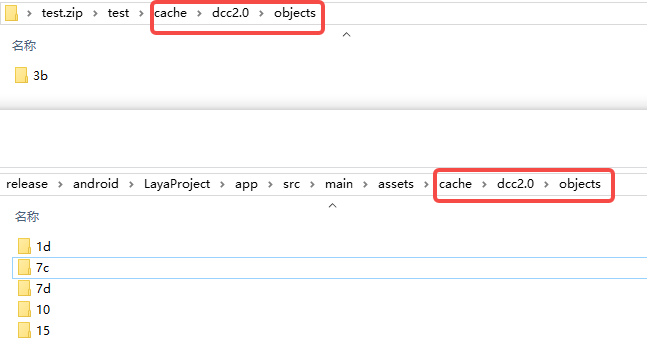 test.zip > test > cache > dcc2.0 > objects
名称
3b
release > android > LayaProject > app > src > main > assets > cache > dcc2.0 > objects
名称
1d
7c
7d
10
15